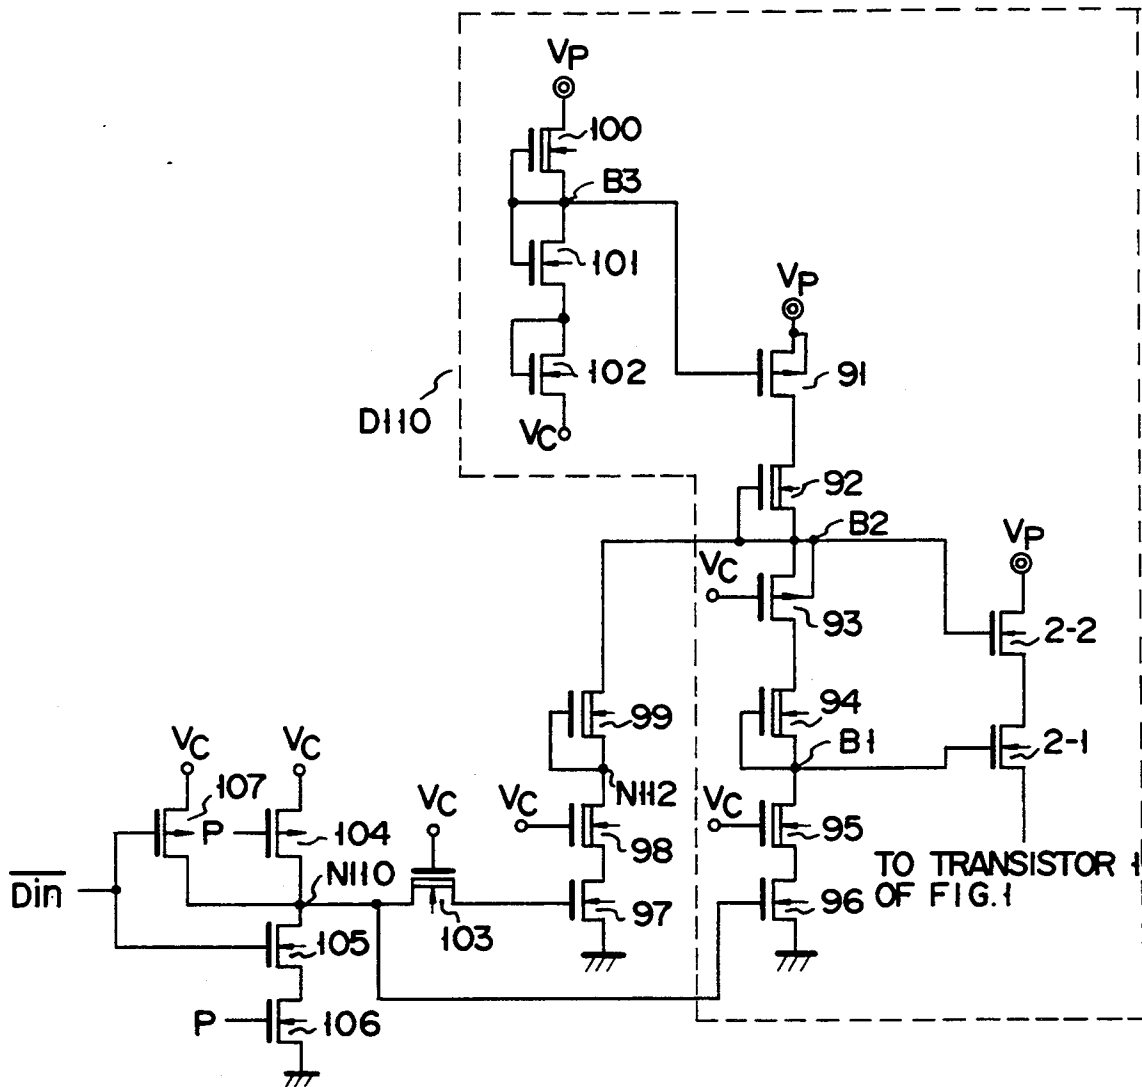 VP
100
B3
101
VP
102
91
D110
VC
92
B2
VP
VC
93
2-2
94
99
VC
VC
B1
2-1
107
N112
P
104
VC
VC
VC
98
95
Din
N110
TO TRANSISTOR 1
OF FIG.1
103
97
96
105
P
106